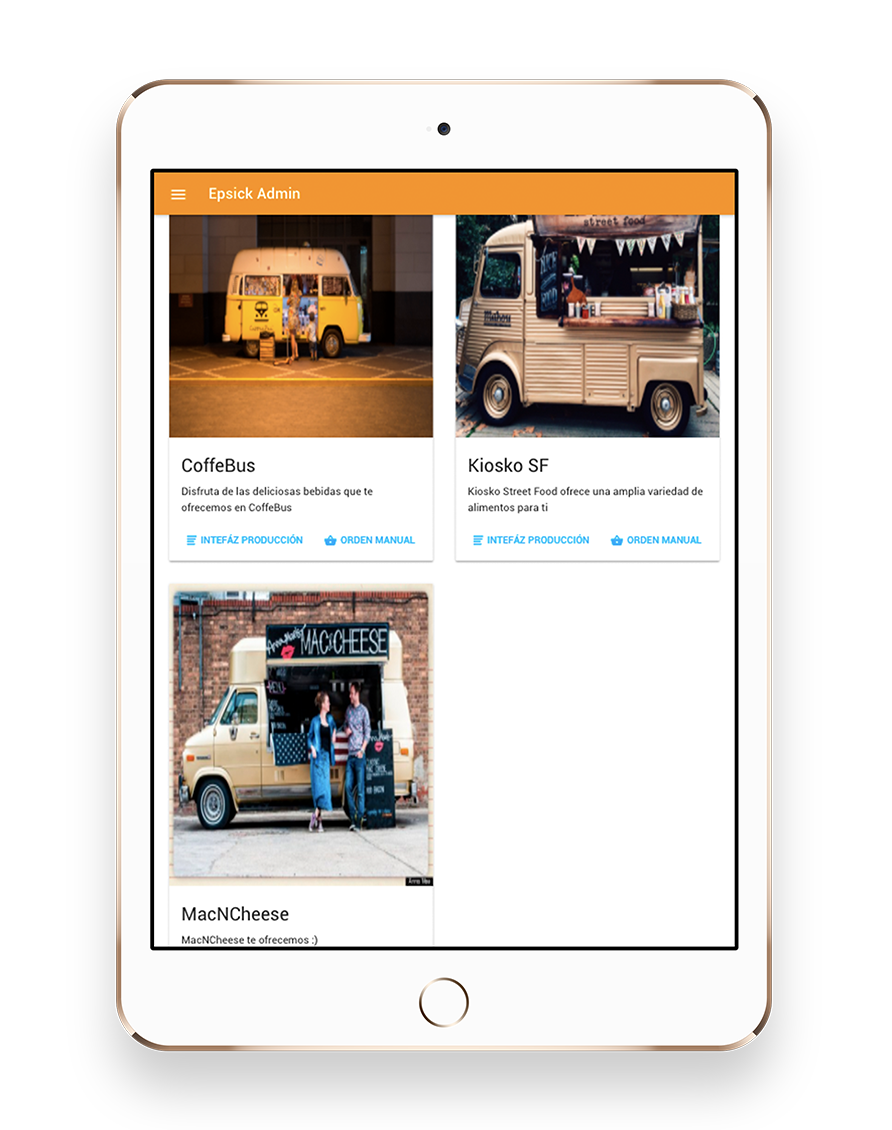 Epsick Admin
street food
CoffeBus
Disfruta de las deliciosas bebidas que te
ofrecemos en CoffeBus
INTEFÁZ PRODUCCIÓN
ORDEN MANUAL
Kiosko SF
Kiosko Street Food ofrece una amplia variedad de
alimentos para ti
INTEFÁZ PRODUCCIÓN
ORDEN MANUAL
MAC&CHEESE
MENU
MacNCheese
MacNCheese te ofrecemos :)